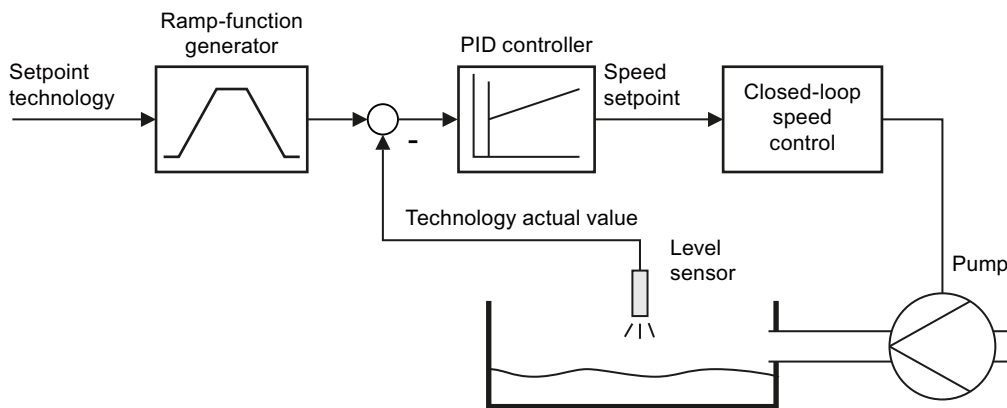 Ramp-function
generator
PID controller
Setpoint
technology
Speed
setpoint
Closed-loop
speed
control
-
Technology actual value
Level
sensor
Pump